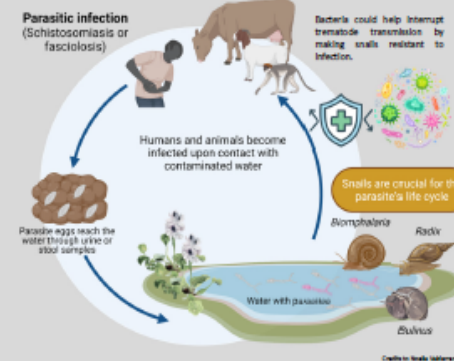 Parasitic infection
(Schistosomiasis or
fasciolosis)
Bacteria could help interrupt
trematode transmission by
making snails resistant to
infection.
Humans and animals become
infected upon contact with
contaminated water
Snails are crucial for th
parasite's life cycle
Parasite eggs reach the
water through urine or
stool samples
Biomphalaria
Radix
Water with parasites
Bulinus